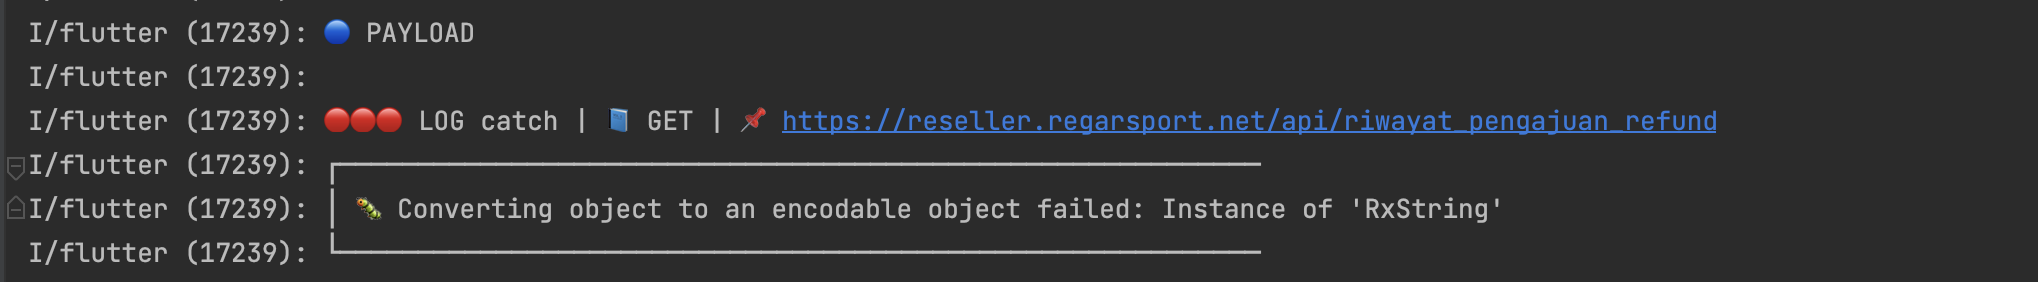 I/flutter (17239): 🔵 PAYLOAD
I/flutter (17239):
I/flutter (17239): 🔴🔴🔴 LOG catch | 📘 GET | 📌 https://reseller.regarsport.net/api/riwayat_pengajuan_refund
I/flutter (17239): ┌──────────────────────────────
I/flutter (17239): │ 🐛 Converting object to an encodable object failed: Instance of 'RxString'
I/flutter (17239): └──────────────────────────────